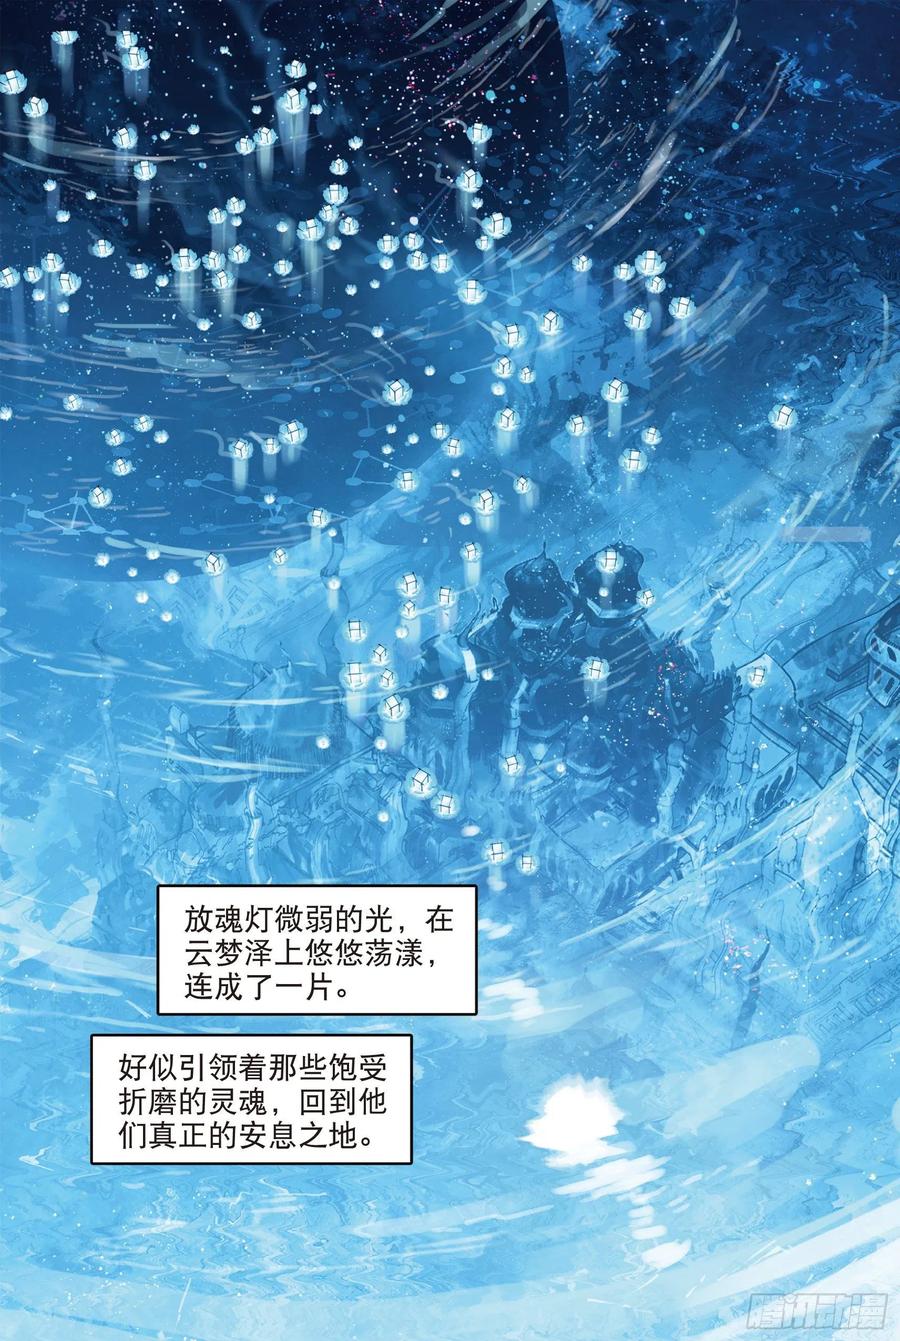 放魂灯微弱的光，在
云梦泽上悠悠荡漾，
连成了一片。
好似引领着那些饱受
折磨的灵魂，回到他
们真正的安息之地。
腾讯动漫